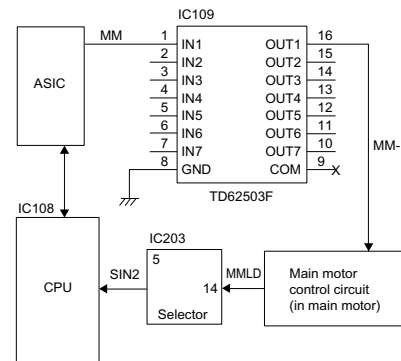 IC109
MM 1 IN1 OUT1 16
2 IN2 OUT2 15
3 IN3 OUT3 14
4 IN4 OUT4 13
5 IN5 OUT5 12
6 IN6 OUT6 11
7 IN7 OUT7 10
8 GND COM 9 X
TD62503F
ASIC
MM-
IC108
CPU
SIN2
IC203
5
14
Selector
MMLD
Main motor
control circuit
(in main motor)